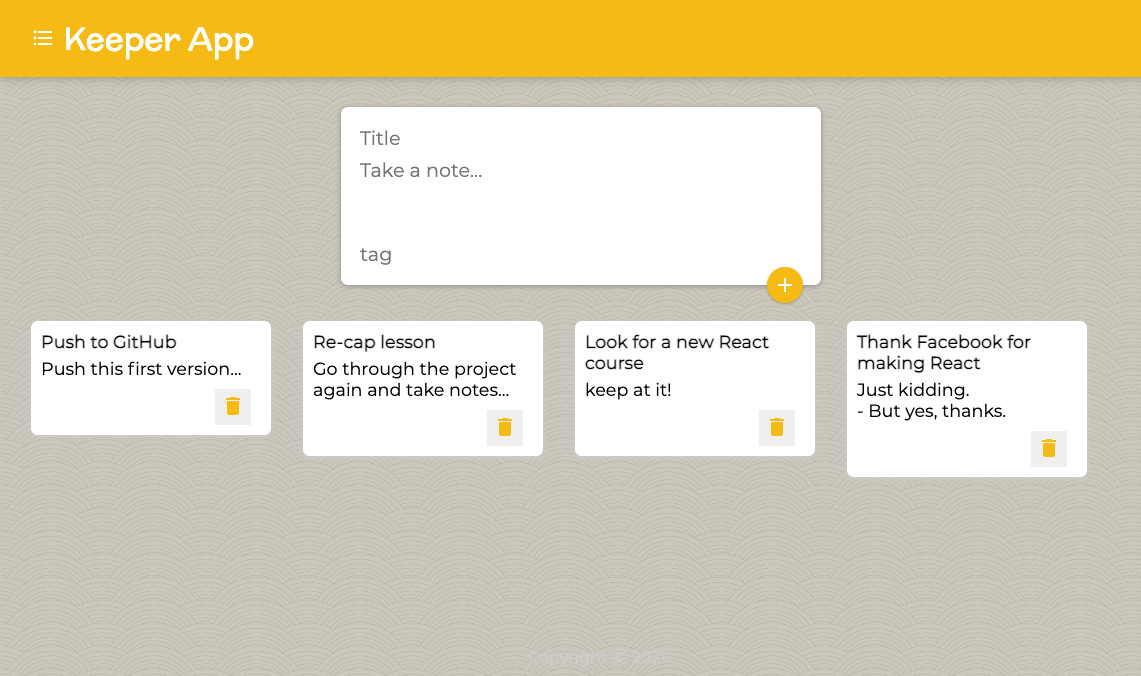 Keeper App
Title
Take a note...
tag
Push to GitHub
Push this first version...
Re-cap lesson
Go through the project
again and take notes...
Look for a new React
course
keep at it!
Thank Facebook for
making React
Just kidding.
- But yes, thanks.
Copyright ©